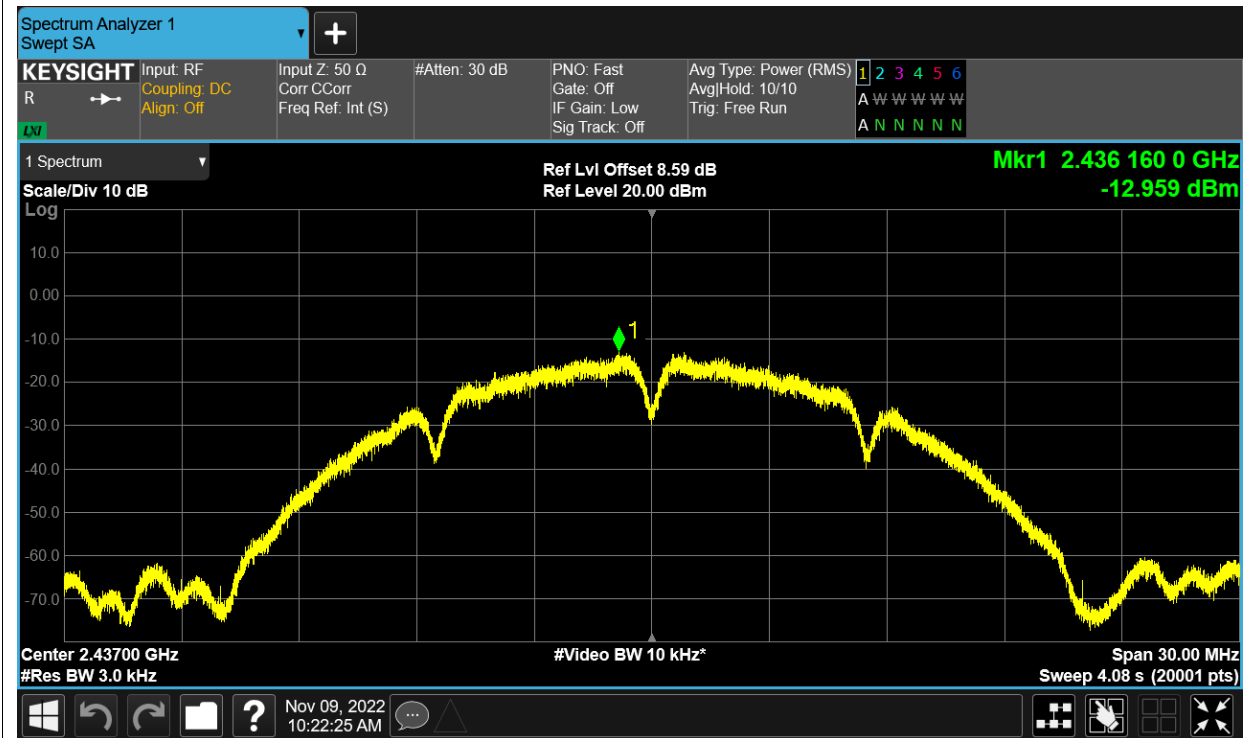 Spectrum Analyzer 1
Swept SA
KEYSIGHT
R
LXI
Input: RF
Coupling: DC
Align: Off
Input Z: 50 Ω
Corr CCorr
Freq Ref: Int (S)
#Atten: 30 dB
PNO: Fast
Gate: Off
IF Gain: Low
Sig Track: Off
Avg Type: Power (RMS)
Avg|Hold: 10/10
Trig: Free Run
1 2 3 4 5 6
A W W W W W
A N N N N N
1 Spectrum
Scale/Div 10 dB
Log
Ref Lvl Offset 8.59 dB
Ref Level 20.00 dBm
Mkr1 2.436 160 0 GHz
-12.959 dBm
10.0
0.00
-10.0
-20.0
-30.0
-40.0
-50.0
-60.0
-70.0
1
Center 2.43700 GHz
#Res BW 3.0 kHz
#Video BW 10 kHz*
Span 30.00 MHz
Sweep 4.08 s (20001 pts)
?
Nov 09, 2022
10:22:25 AM